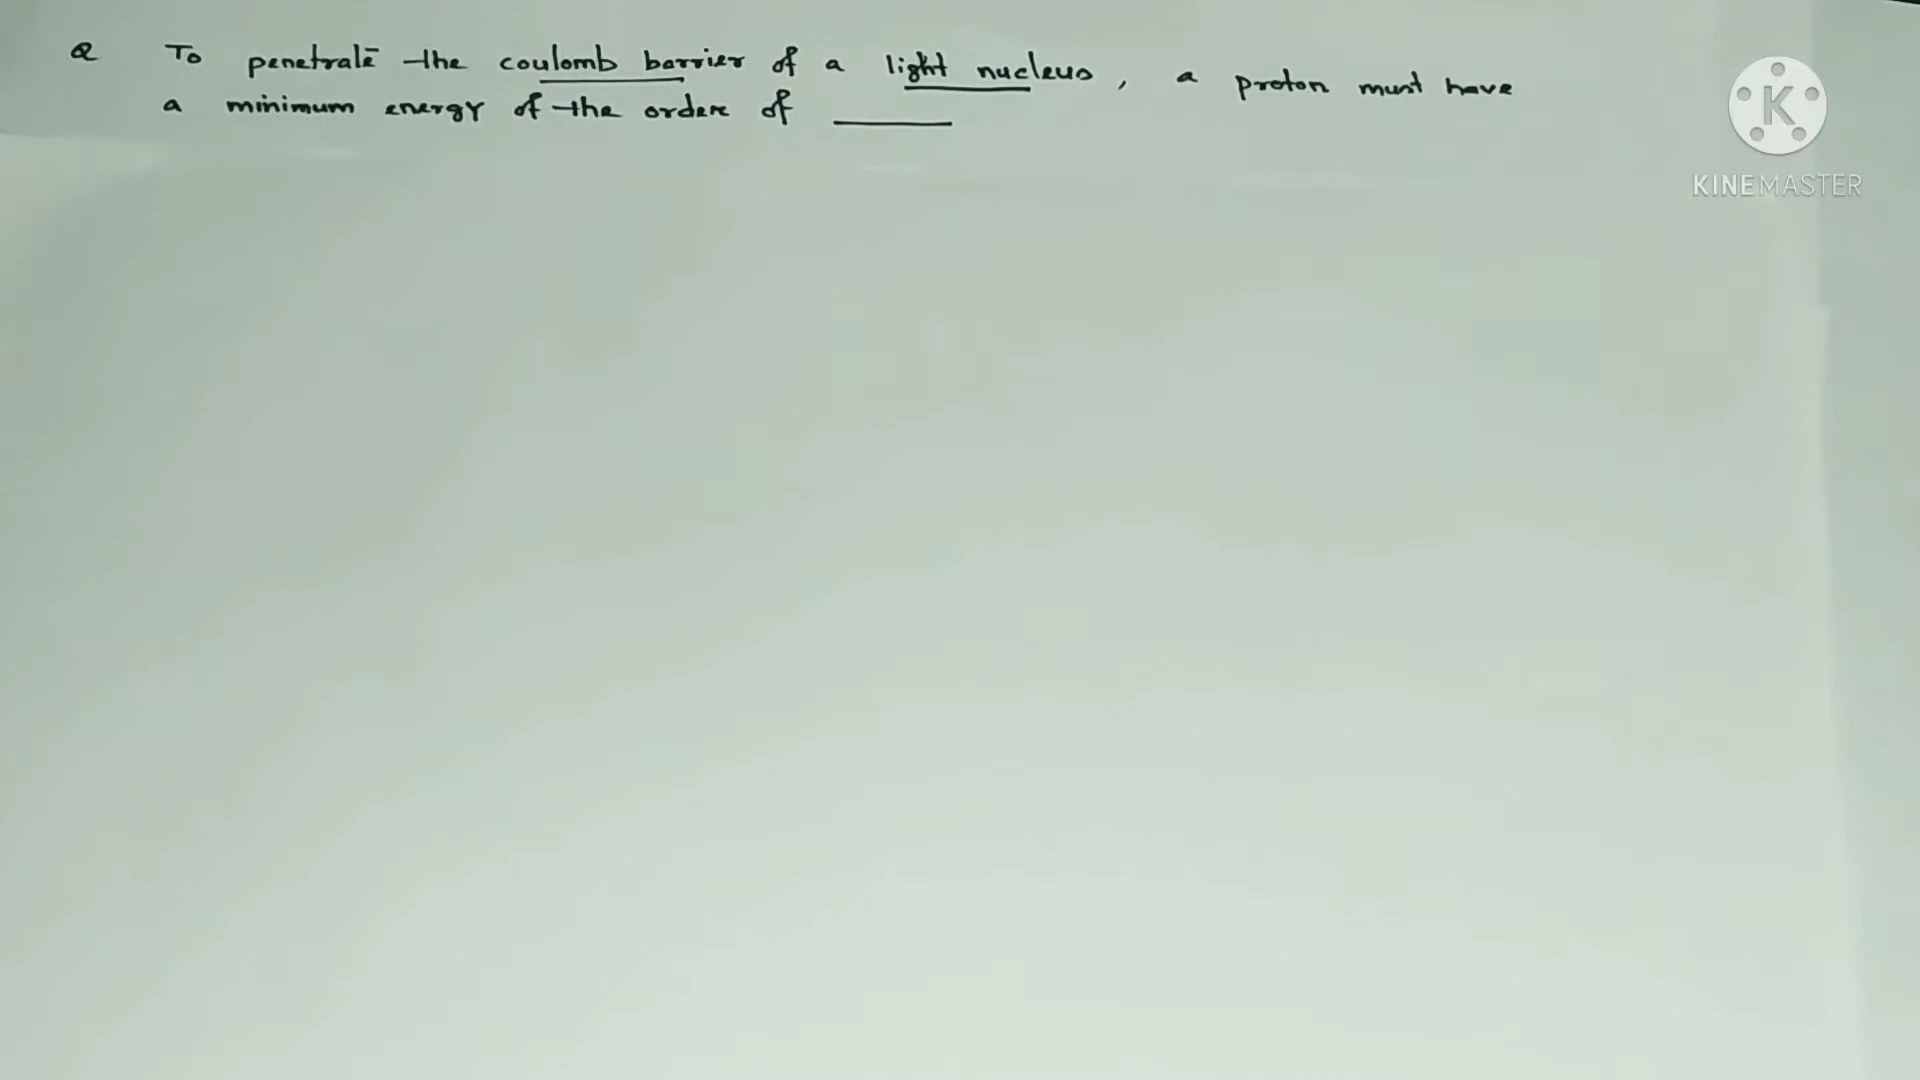 Q To penetrate the coulomb barrier of a light nucleus, a proton must have
a minimum energy of the order of ______
K
KINEMASTER